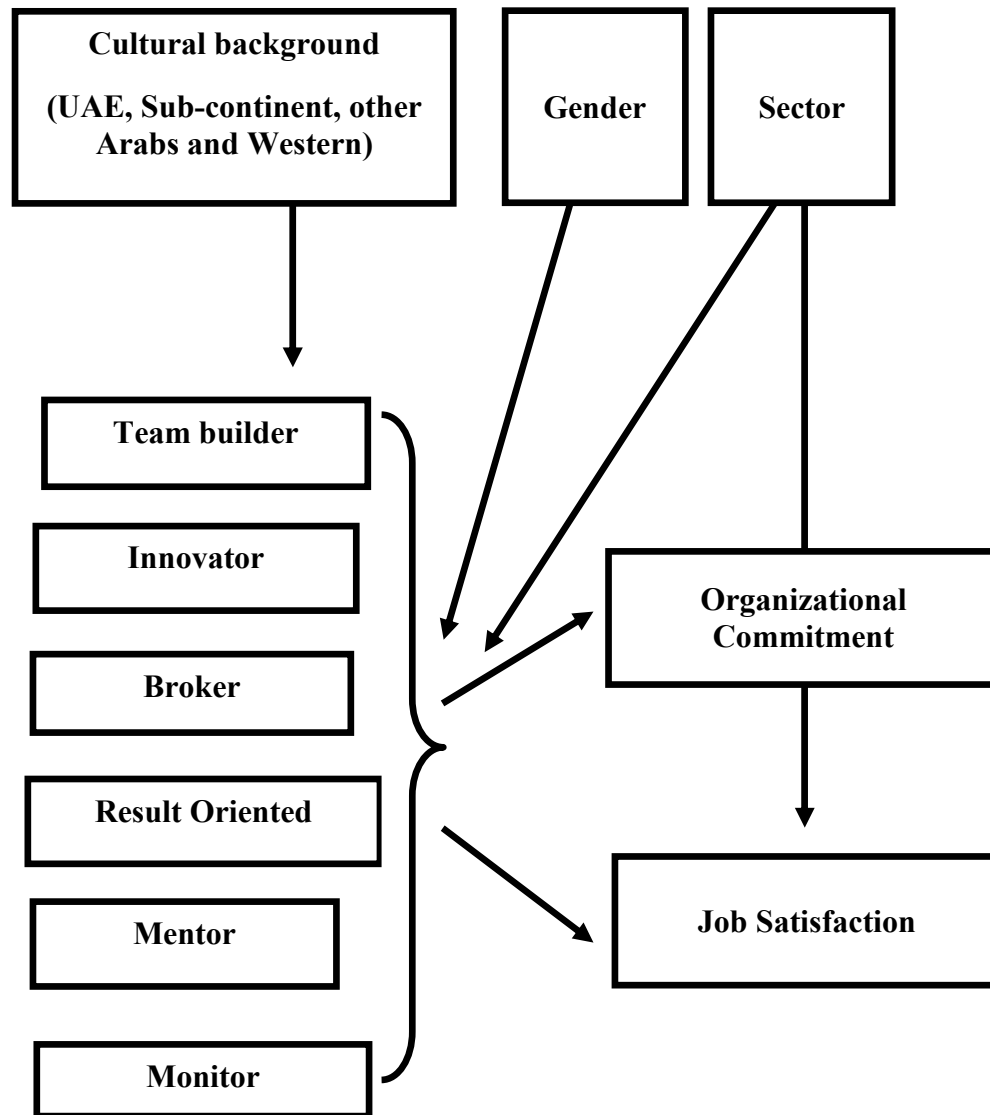 Cultural background
(UAE, Sub-continent, other
Arabs and Western)
Gender
Sector
Team builder
Innovator
Broker
Result Oriented
Mentor
Monitor
Organizational
Commitment
Job Satisfaction